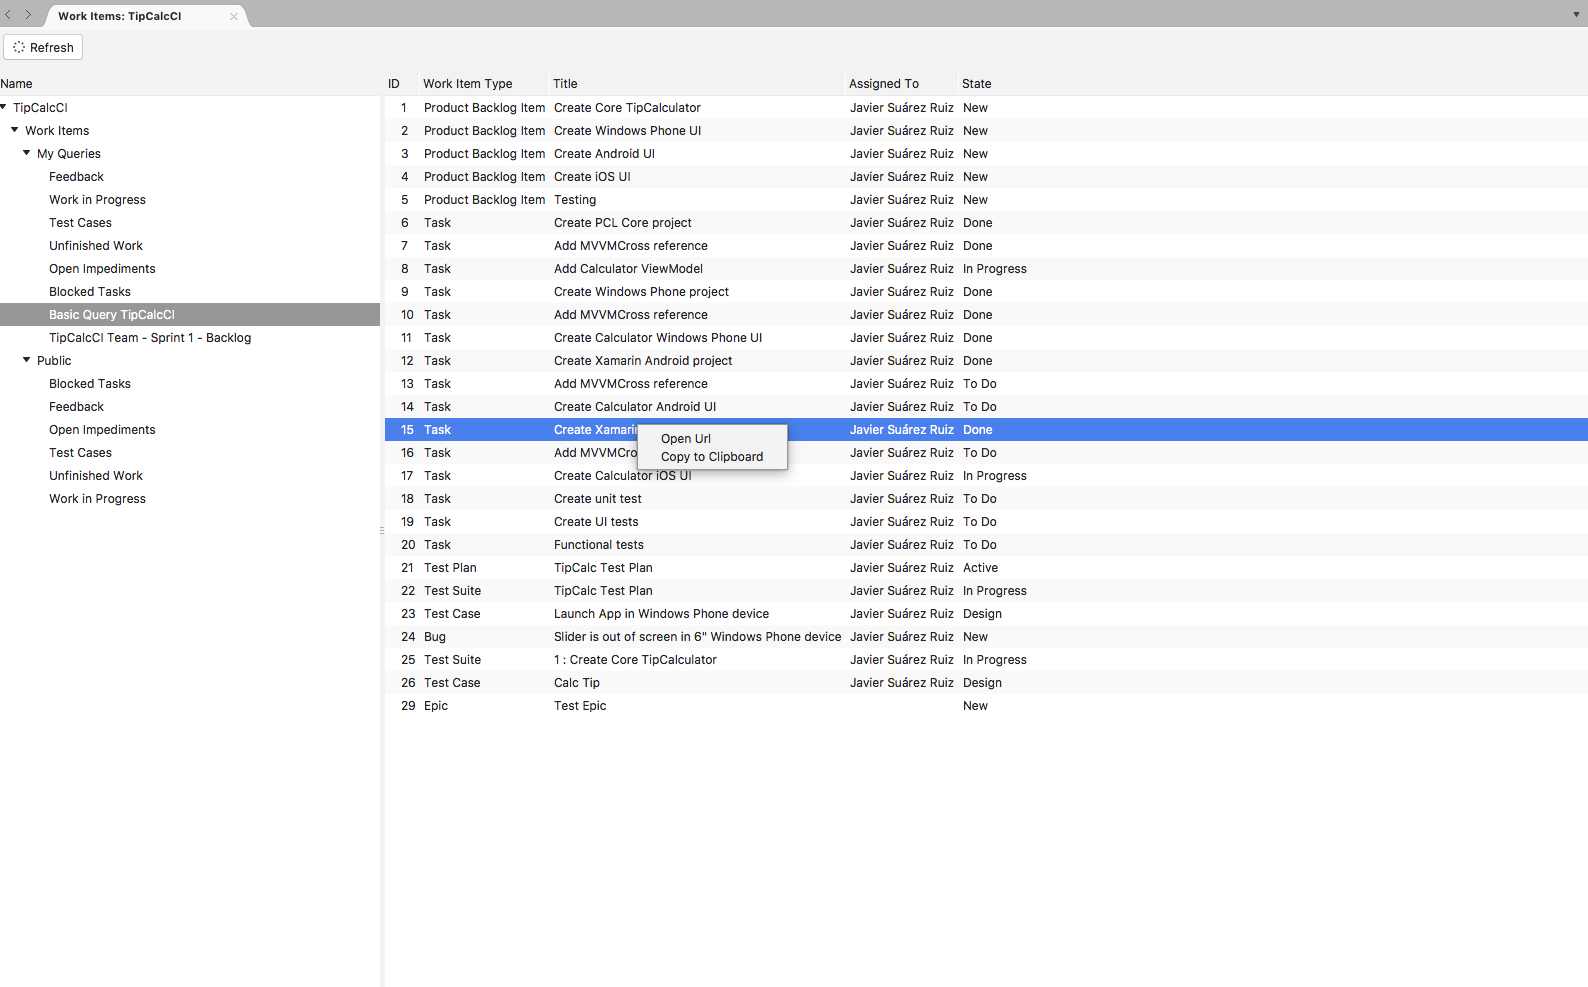 Work Items: TipCalcCI
Refresh
Name
TipCalcCI
Work Items
My Queries
Feedback
Work in Progress
Test Cases
Unfinished Work
Open Impediments
Blocked Tasks
Basic Query TipCalcCI
TipCalcCI Team - Sprint 1 - Backlog
Public
Blocked Tasks
Feedback
Open Impediments
Test Cases
Unfinished Work
Work in Progress
ID Work Item Type Title Assigned To State
1 Product Backlog Item Create Core TipCalculator Javier Suárez Ruiz New
2 Product Backlog Item Create Windows Phone UI Javier Suárez Ruiz New
3 Product Backlog Item Create Android UI Javier Suárez Ruiz New
4 Product Backlog Item Create iOS UI Javier Suárez Ruiz New
5 Product Backlog Item Testing Javier Suárez Ruiz New
6 Task Create PCL Core project Javier Suárez Ruiz Done
7 Task Add MVVMCross reference Javier Suárez Ruiz Done
8 Task Add Calculator ViewModel Javier Suárez Ruiz In Progress
9 Task Create Windows Phone project Javier Suárez Ruiz Done
10 Task Add MVVMCross reference Javier Suárez Ruiz Done
11 Task Create Calculator Windows Phone UI Javier Suárez Ruiz Done
12 Task Create Xamarin Android project Javier Suárez Ruiz Done
13 Task Add MVVMCross reference Javier Suárez Ruiz To Do
14 Task Create Calculator Android UI Javier Suárez Ruiz To Do
15 Task Create Xamarin Javier Suárez Ruiz Done
Open Url
Copy to Clipboard
16 Task Add MVVMCro Javier Suárez Ruiz To Do
17 Task Create Calculator iOS UI Javier Suárez Ruiz In Progress
18 Task Create unit test Javier Suárez Ruiz To Do
19 Task Create UI tests Javier Suárez Ruiz To Do
20 Task Functional tests Javier Suárez Ruiz To Do
21 Test Plan TipCalc Test Plan Javier Suárez Ruiz Active
22 Test Suite TipCalc Test Plan Javier Suárez Ruiz In Progress
23 Test Case Launch App in Windows Phone device Javier Suárez Ruiz Design
24 Bug Slider is out of screen in 6" Windows Phone device Javier Suárez Ruiz New
25 Test Suite 1 : Create Core TipCalculator Javier Suárez Ruiz In Progress
26 Test Case Calc Tip Javier Suárez Ruiz Design
29 Epic Test Epic New